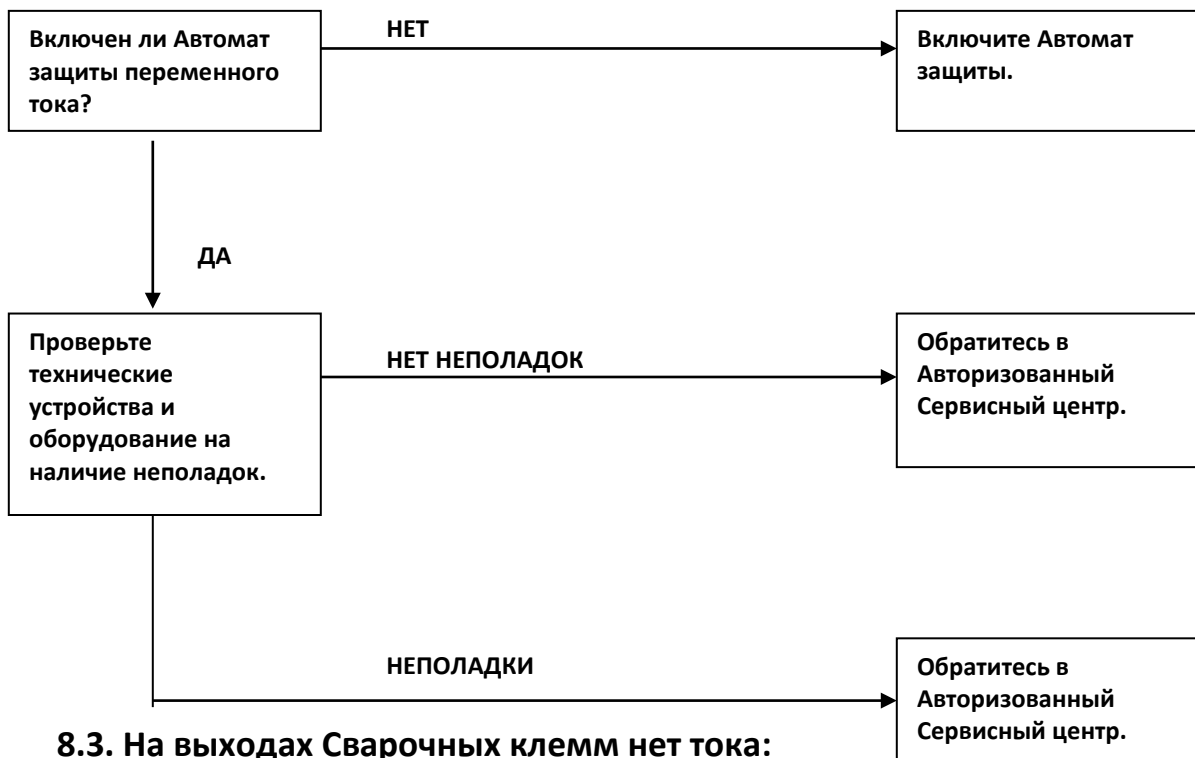 Включен ли Автомат
защиты переменного
тока?
НЕТ
Включите Автомат
защиты.
ДА
Проверьте
технические
устройства и
оборудование на
наличие неполадок.
НЕТ НЕПОЛАДОК
Обратитесь в
Авторизованный
Сервисный центр.
НЕПОЛАДКИ
Обратитесь в
Авторизованный
Сервисный центр.
8.3. На выходах Сварочных клемм нет тока: